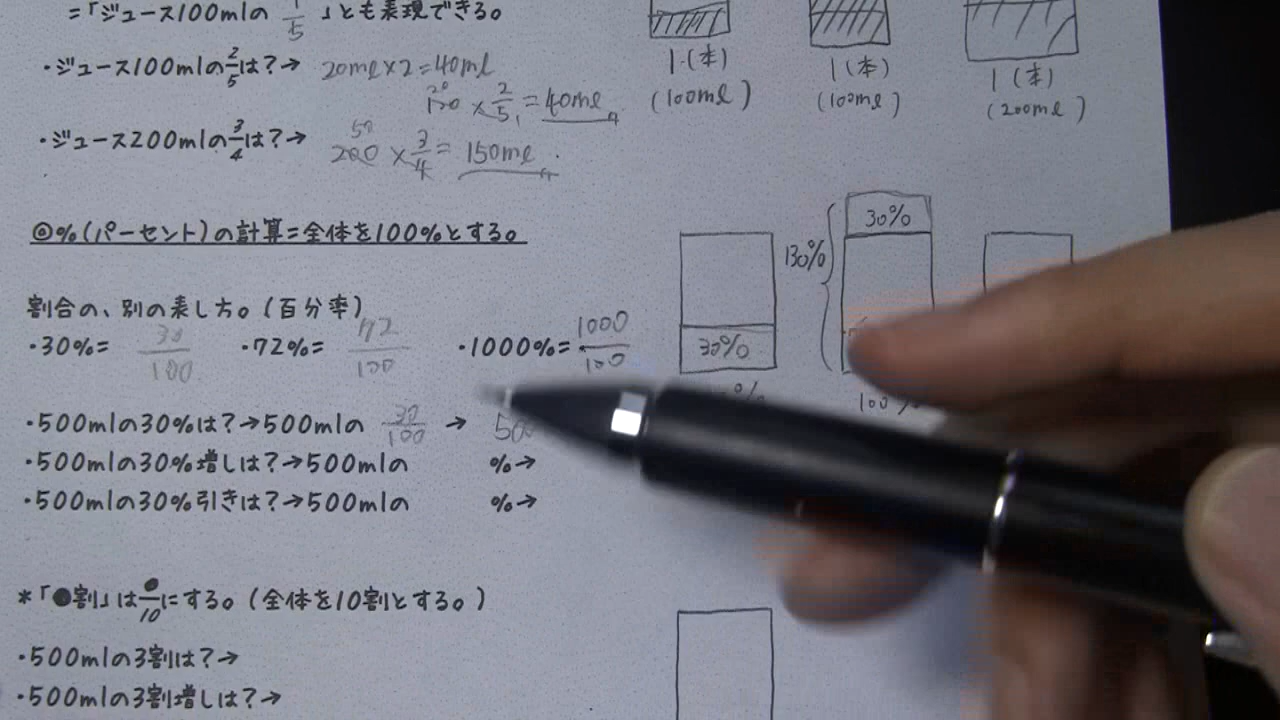 =「ジュース100mlの 1/5 」とも表現できる。
・ジュース100mlの2/5は?→ 20ml×2=40ml
100 20 × 2/5 1 = 40ml
・ジュース200mlの3/4は?→ 200 50 × 3/4 = 150ml
1(本)
(100ml)
1(本)
(100ml)
1(本)
(200ml)
◎%(パーセント)の計算=全体を100%とする。
割合の、別の表し方。(百分率)
・30%= 30/100 ・72%= 72/100 ・1000%= 1000/100
30%
30%
130%
100%
・500mlの30%は?→500mlの 30/100 →
・500mlの30%増しは?→500mlの %→
・500mlの30%引きは?→500mlの %→
*「●割」は●/10にする。(全体を10割とする。)
・500mlの3割は?→
・500mlの3割増しは?→